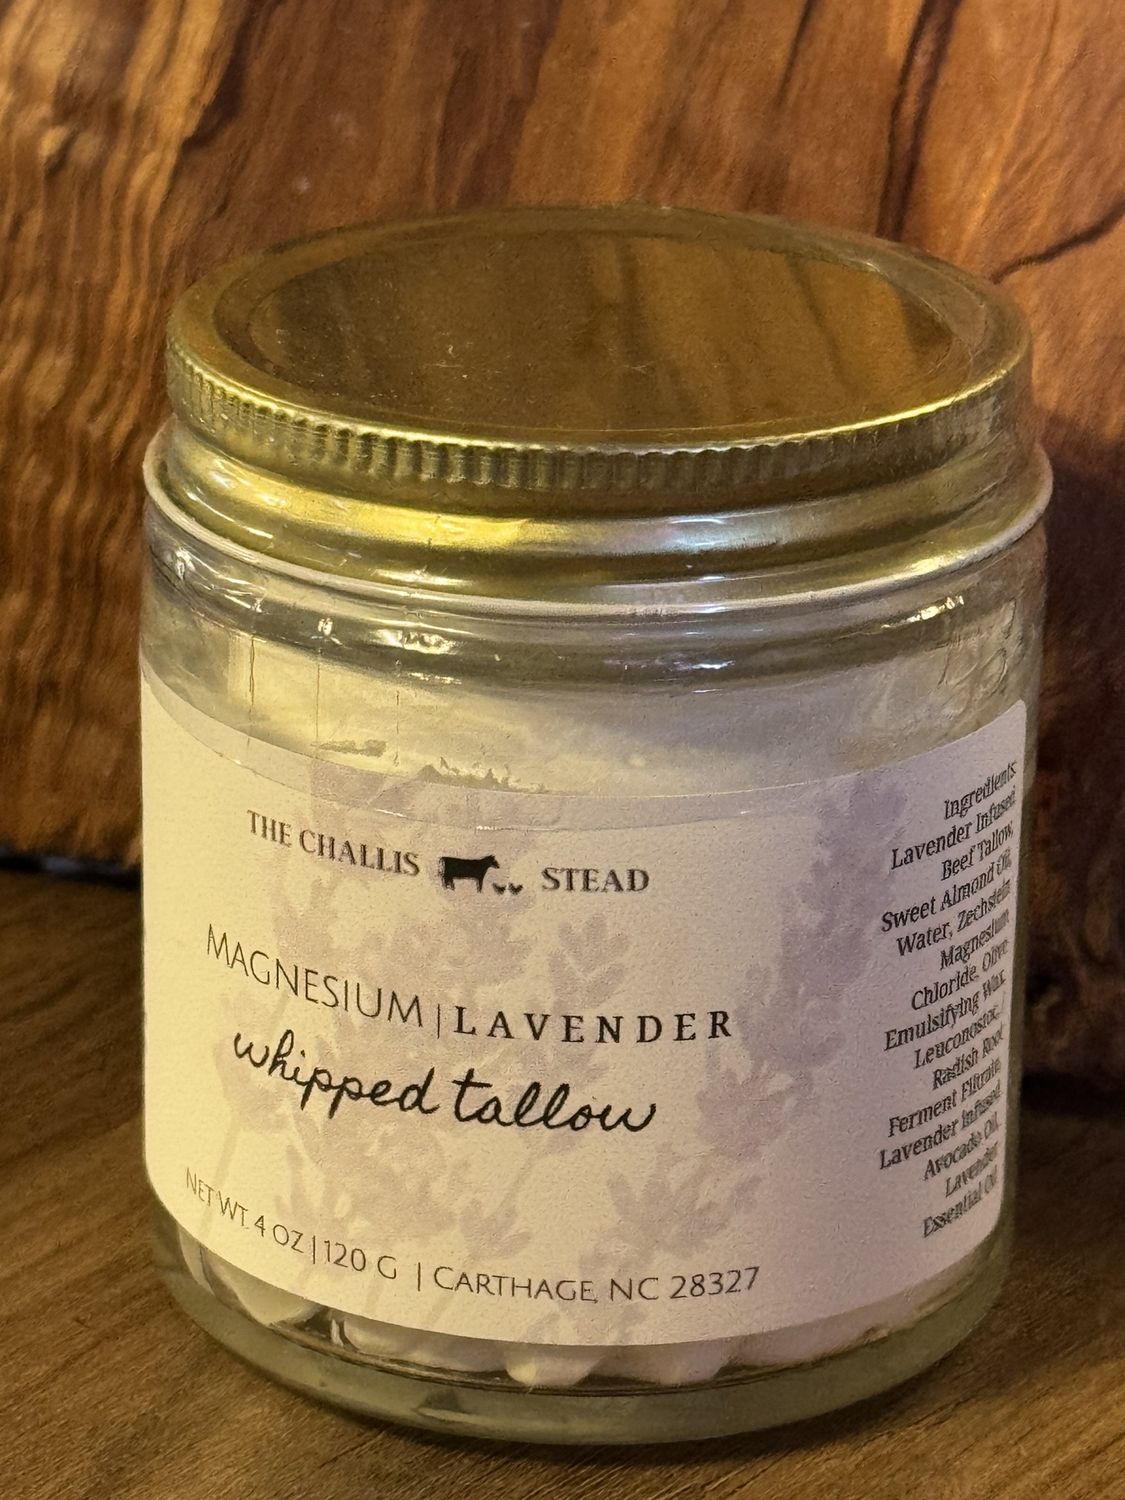 THE CHALLIS STEAD
MAGNESIUM | LAVENDER
whipped tallow
NET WT. 4 OZ | 120 G | CARTHAGE, NC 28327
Ingredients:
Lavender Infused
Beef Tallow,
Sweet Almond Oil,
Water, Zechstein
Magnesium
Chloride, Olive
Emulsifying Wax,
Leuconostoc /
Radish Root
Ferment Filtrate,
Lavender Infused
Avocado Oil,
Lavender
Essential Oil